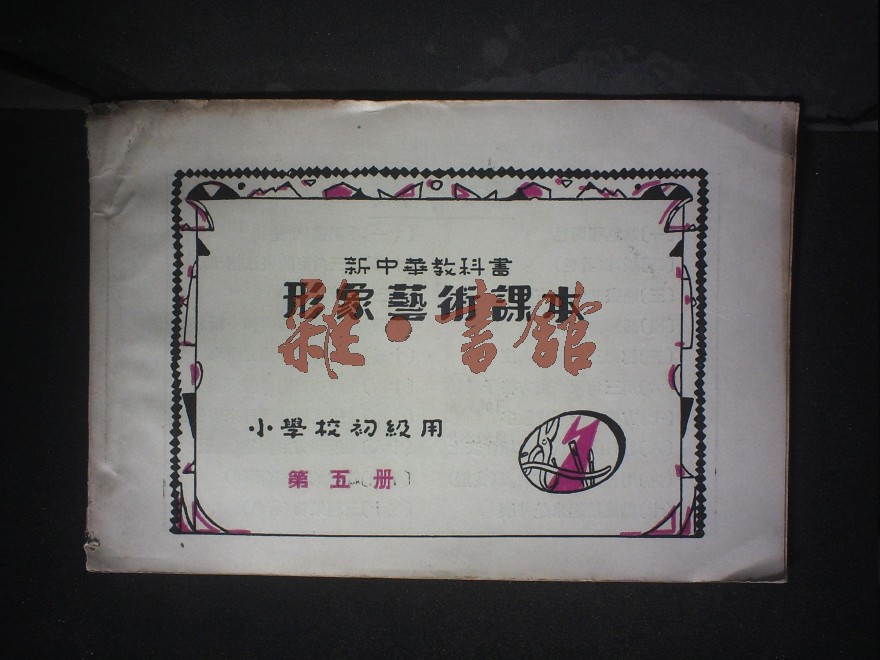 新中華教科書
形象藝術課本
雜·書館
小學校初級用
第五册